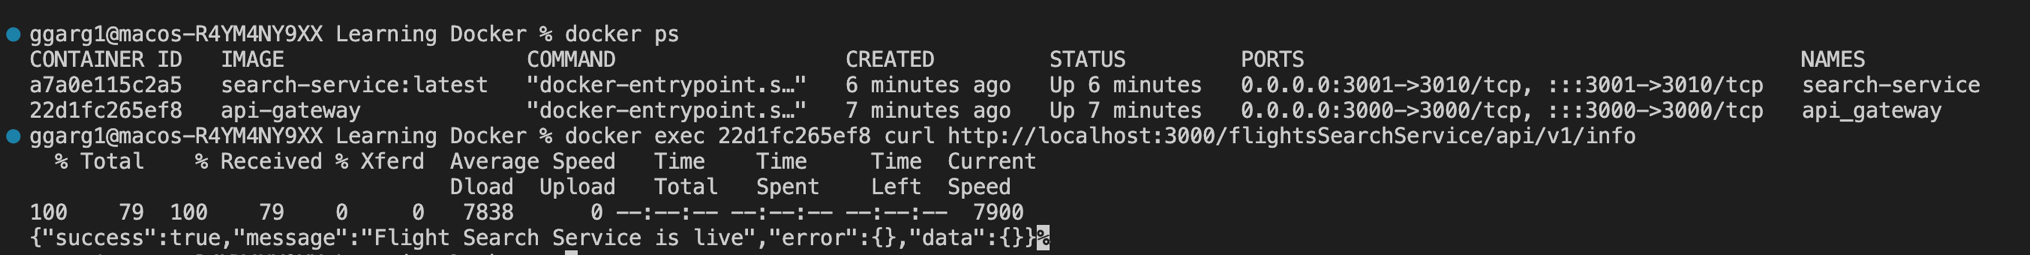 ggarg1@macos-R4YM4NY9XX Learning Docker % docker ps
CONTAINER ID   IMAGE                   COMMAND                  CREATED         STATUS         PORTS                                       NAMES
a7a0e115c2a5   search-service:latest   "docker-entrypoint.s…"   6 minutes ago   Up 6 minutes   0.0.0.0:3001->3010/tcp, :::3001->3010/tcp   search-service
22d1fc265ef8   api-gateway             "docker-entrypoint.s…"   7 minutes ago   Up 7 minutes   0.0.0.0:3000->3000/tcp, :::3000->3000/tcp   api_gateway
ggarg1@macos-R4YM4NY9XX Learning Docker % docker exec 22d1fc265ef8 curl http://localhost:3000/flightsSearchService/api/v1/info
  % Total    % Received % Xferd  Average Speed   Time    Time     Time  Current
                                 Dload  Upload   Total   Spent    Left  Speed
100    79  100    79    0     0   7838      0 --:--:-- --:--:-- --:--:--  7900
{"success":true,"message":"Flight Search Service is live","error":{},"data":{}}%